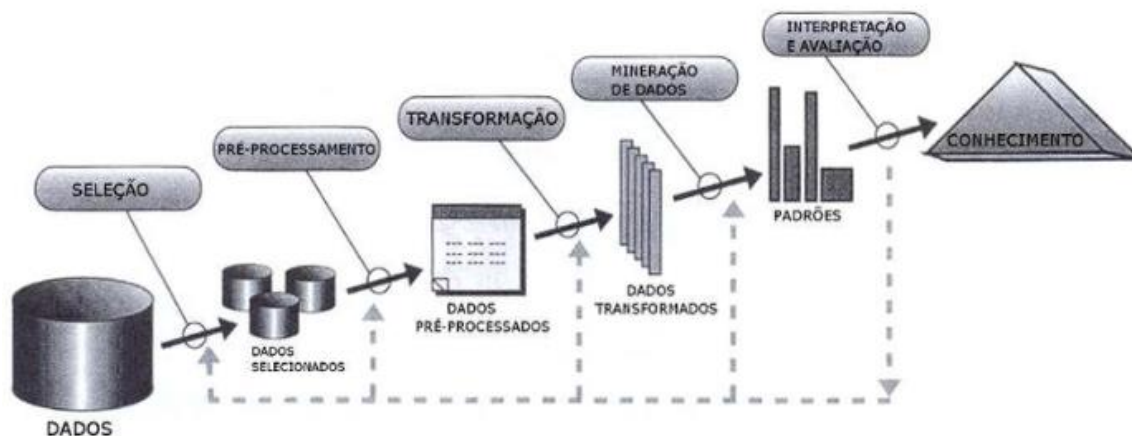 INTERPRETAÇÃO
E AVALIAÇÃO
MINERAÇÃO
DE DADOS
TRANSFORMAÇÃO
PRÉ-PROCESSAMENTO
SELEÇÃO
CONHECIMENTO
PADRÕES
DADOS
TRANSFORMADOS
DADOS
PRÉ-PROCESSADOS
DADOS
SELECIONADOS
DADOS